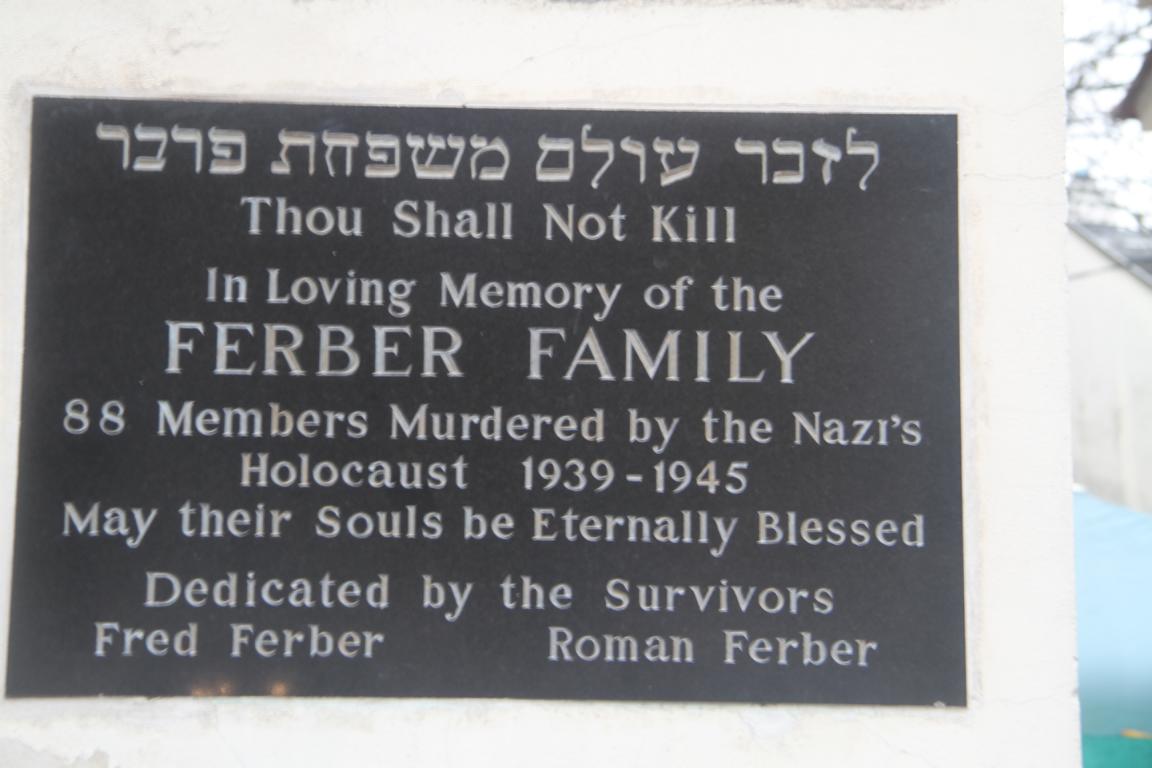 לזכר עולם משפחת פרבר
Thou Shall Not Kill
In Loving Memory of the
FERBER FAMILY
88 Members Murdered by the Nazi's
Holocaust 1939-1945
May their Souls be Eternally Blessed
Dedicated by the Survivors
Fred Ferber Roman Ferber